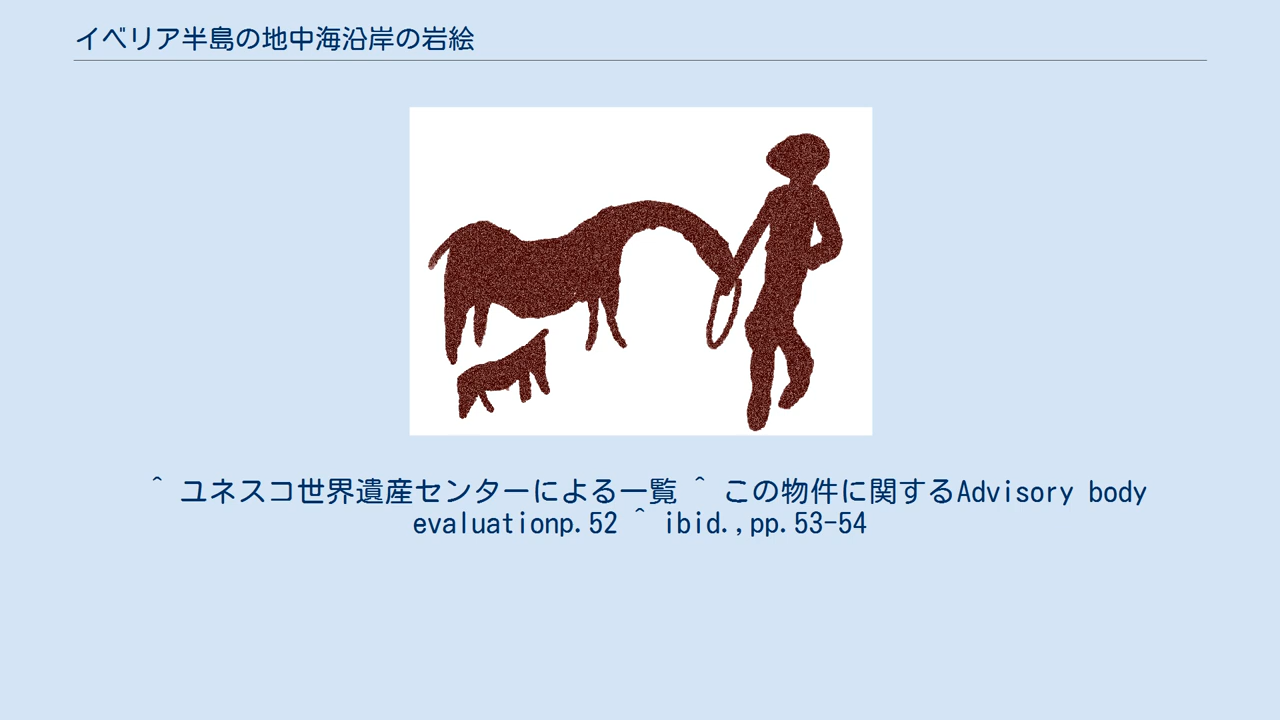 イベリア半島の地中海沿岸の岩絵
^ ユネスコ世界遺産センターによる一覧 ^ この物件に関するAdvisory body
evaluationp.52 ^ ibid.,pp.53-54